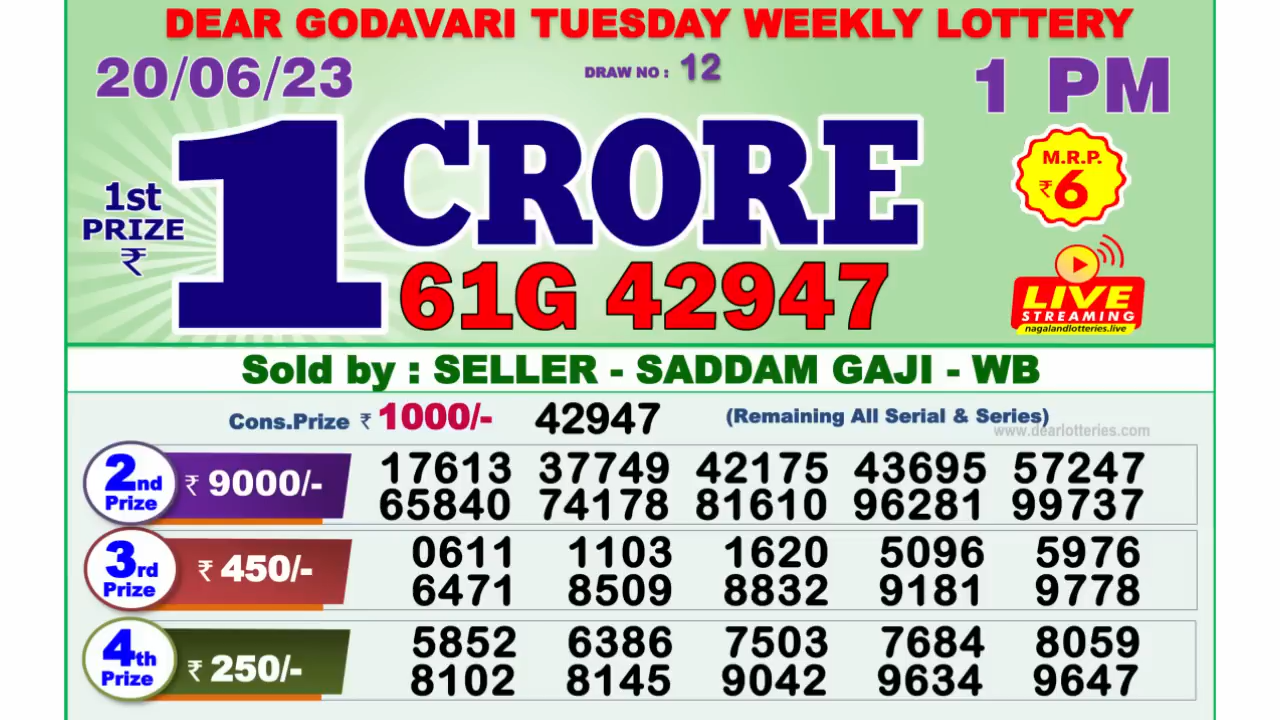 DEAR GODAVARI TUESDAY WEEKLY LOTTERY
20/06/23 DRAW NO : 12 1 PM
1st PRIZE ₹ 1 CRORE
M.R.P. ₹6
61G 42947
LIVE
STREAMING
nagalandlotteries.live
Sold by : SELLER - SADDAM GAJI - WB
Cons.Prize ₹ 1000/- 42947 (Remaining All Serial & Series)
www.dearlotteries.com
2nd Prize ₹ 9000/-
17613 37749 42175 43695 57247
65840 74178 81610 96281 99737
3rd Prize ₹ 450/-
0611 1103 1620 5096 5976
6471 8509 8832 9181 9778
4th Prize ₹ 250/-
5852 6386 7503 7684 8059
8102 8145 9042 9634 9647